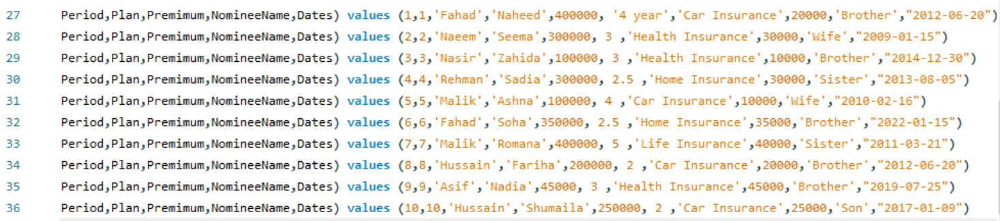 27 Period,Plan,Premimum,NomineeName,Dates) values (1,1,'Fahad','Naheed',400000, '4 year','Car Insurance',20000,'Brother',"2012-06-20")
28 Period,Plan,Premimum,NomineeName,Dates) values (2,2,'Naeem','Seema',300000, 3 ,'Health Insurance',30000,'Wife',"2009-01-15")
29 Period,Plan,Premimum,NomineeName,Dates) values (3,3,'Nasir','Zahida',100000, 3 ,'Health Insurance',10000,'Brother',"2014-12-30")
30 Period,Plan,Premimum,NomineeName,Dates) values (4,4,'Rehman','Sadia',300000, 2.5 ,'Home Insurance',30000,'Sister',"2013-08-05")
31 Period,Plan,Premimum,NomineeName,Dates) values (5,5,'Malik','Ashna',100000, 4 ,'Car Insurance',10000,'Wife',"2010-02-16")
32 Period,Plan,Premimum,NomineeName,Dates) values (6,6,'Fahad','Soha',350000, 2.5 ,'Home Insurance',35000,'Brother',"2022-01-15")
33 Period,Plan,Premimum,NomineeName,Dates) values (7,7,'Malik','Romana',400000, 5 ,'Life Insurance',40000,'Sister',"2011-03-21")
34 Period,Plan,Premimum,NomineeName,Dates) values (8,8,'Hussain','Fariha',200000, 2 ,'Car Insurance',20000,'Brother',"2012-06-20")
35 Period,Plan,Premimum,NomineeName,Dates) values (9,9,'Asif','Nadia',45000, 3 ,'Health Insurance',45000,'Brother',"2019-07-25")
36 Period,Plan,Premimum,NomineeName,Dates) values (10,10,'Hussain','Shumaila',250000, 2 ,'Car Insurance',25000,'Son',"2017-01-09")